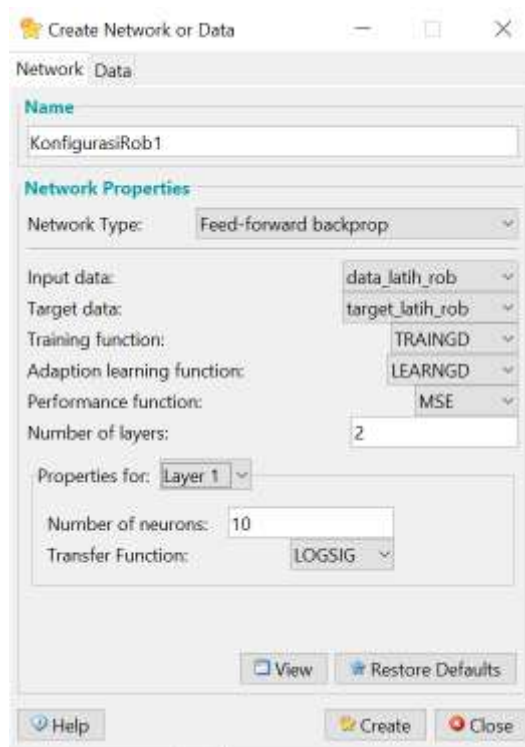 Create Network or Data
Network Data
Name
KonfigurasiRob1
Network Properties
Network Type: Feed-forward backprop
Input data: data_latih_rob
Target data: target_latih_rob
Training function: TRAINGD
Adaption learning function: LEARNGD
Performance function: MSE
Number of layers: 2
Properties for: Layer 1
Number of neurons: 10
Transfer Function: LOGSIG
View Restore Defaults
Help Create Close